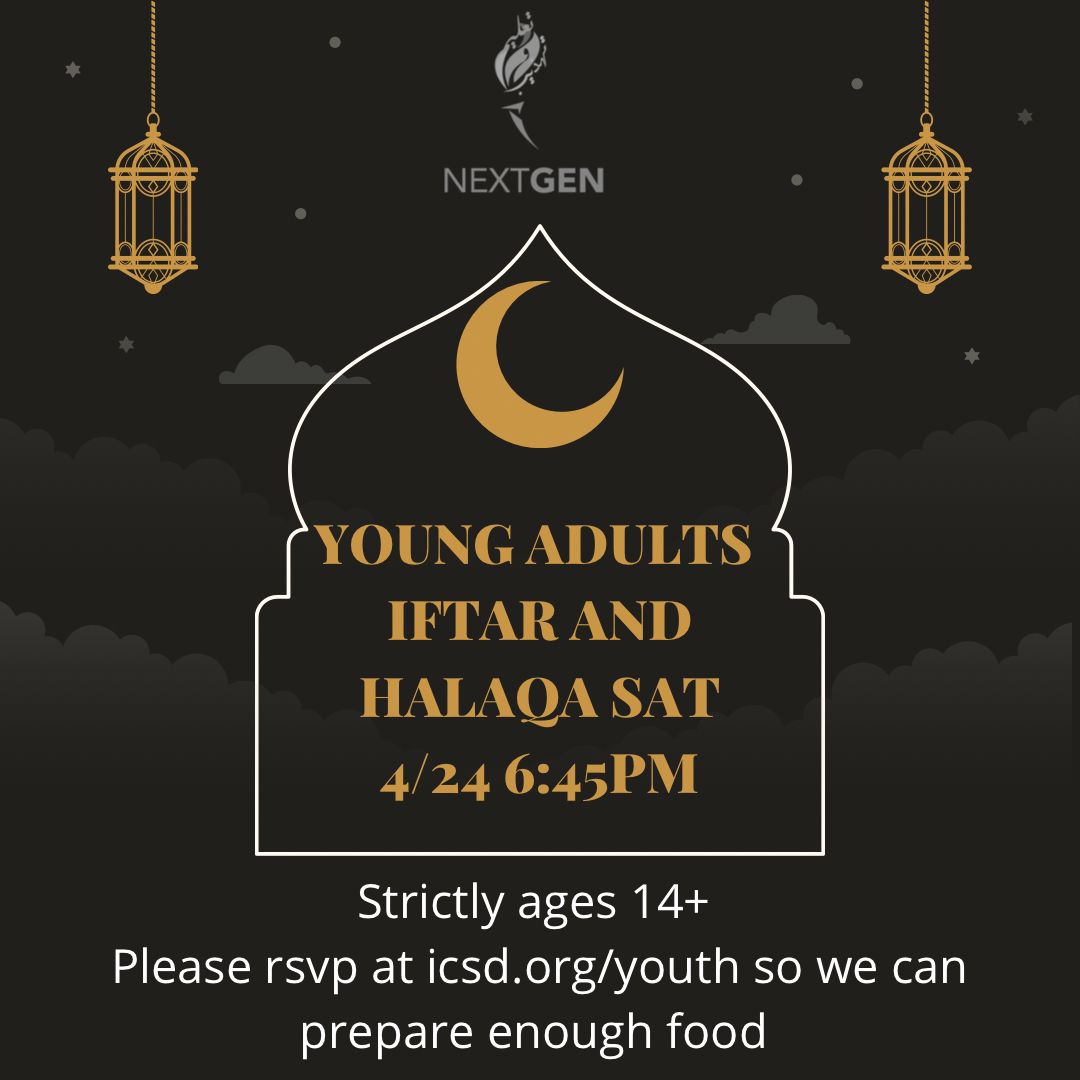 NEXTGEN
YOUNG ADULTS
IFTAR AND
HALAQA SAT
4/24 6:45PM
Strictly ages 14+
Please rsvp at icsd.org/youth so we can
prepare enough food